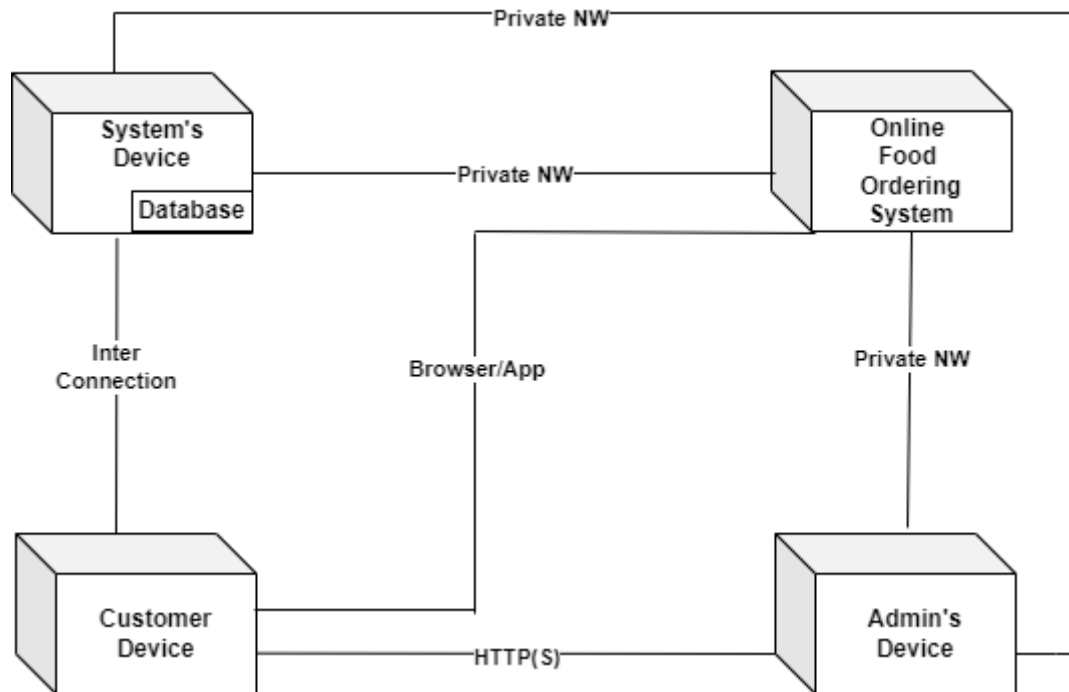 Private NW
System's
Device
Database
Online
Food
Ordering
System
Private NW
Inter
Connection
Browser/App
Private NW
Customer
Device
HTTP(S)
Admin's
Device